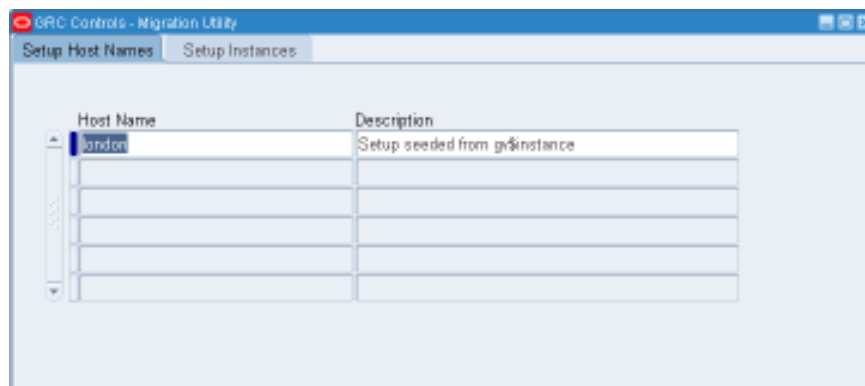 GRC Controls - Migration Utility
Setup Host Names Setup Instances
Host Name Description
london Setup seeded from gv$instance